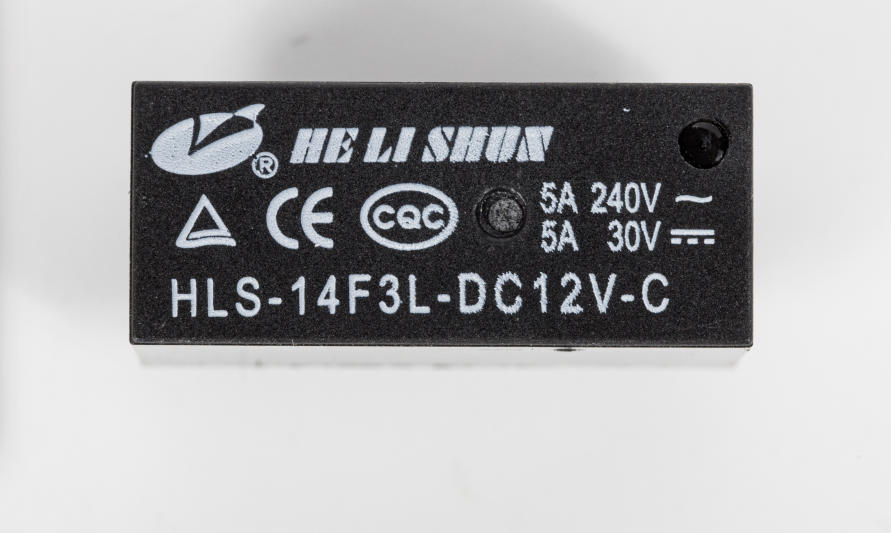 ® HE LI SHUN
CE CQC 5A 240V ~
5A 30V ⎓
HLS-14F3L-DC12V-C